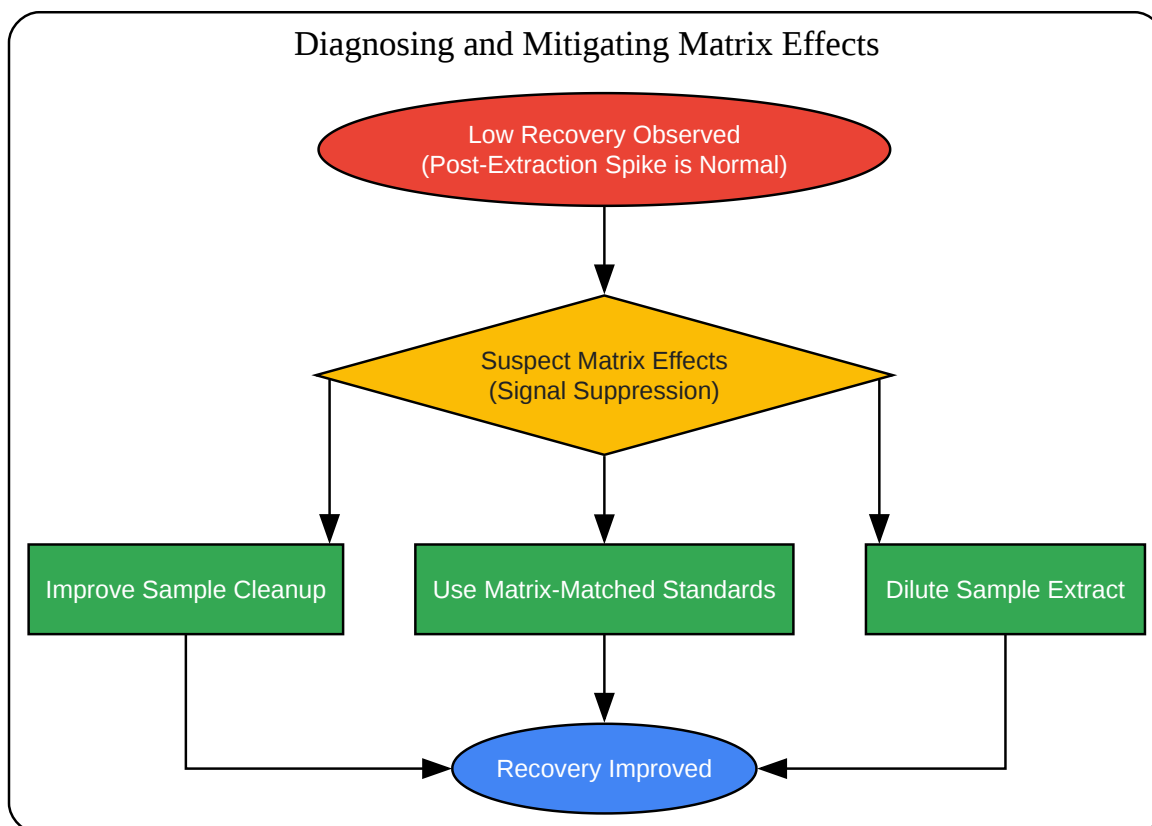 Diagnosing and Mitigating Matrix Effects
Low Recovery Observed
(Post-Extraction Spike is Normal)
Suspect Matrix Effects
(Signal Suppression)
Improve Sample Cleanup
Use Matrix-Matched Standards
Dilute Sample Extract
Recovery Improved